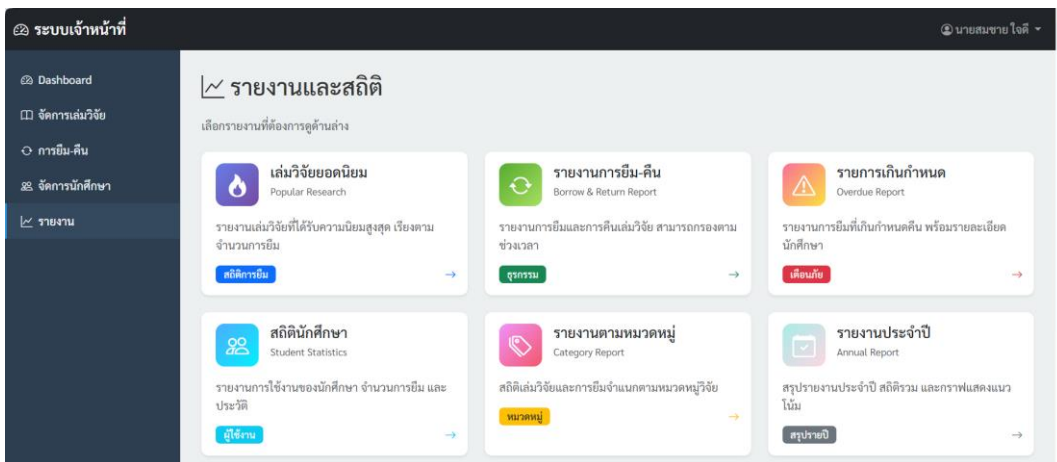 ระบบเจ้าหน้าที่
นายสมชาย ใจดี
Dashboard
จัดการเล่มวิจัย
การยืม-คืน
จัดการนักศึกษา
รายงาน
รายงานและสถิติ
เลือกรายงานที่ต้องการดูด้านล่าง
เล่มวิจัยยอดนิยม
Popular Research
รายงานเล่มวิจัยที่ได้รับความนิยมสูงสุด เรียงตาม
จำนวนการยืม
สถิติการยืม
รายงานการยืม-คืน
Borrow & Return Report
รายงานการยืมและการคืนเล่มวิจัย สามารถกรองตาม
ช่วงเวลา
ธุรกรรม
รายการเกินกำหนด
Overdue Report
รายงานการยืมที่เกินกำหนดคืน พร้อมรายละเอียด
นักศึกษา
เตือนภัย
สถิตินักศึกษา
Student Statistics
รายงานการใช้งานของนักศึกษา จำนวนการยืม และ
ประวัติ
ผู้ใช้งาน
รายงานตามหมวดหมู่
Category Report
สถิติเล่มวิจัยและการยืมจำแนกตามหมวดหมู่วิจัย
หมวดหมู่
รายงานประจำปี
Annual Report
สรุปรายงานประจำปี สถิติรวม และกราฟแสดงแนว
โน้ม
สรุปรายปี